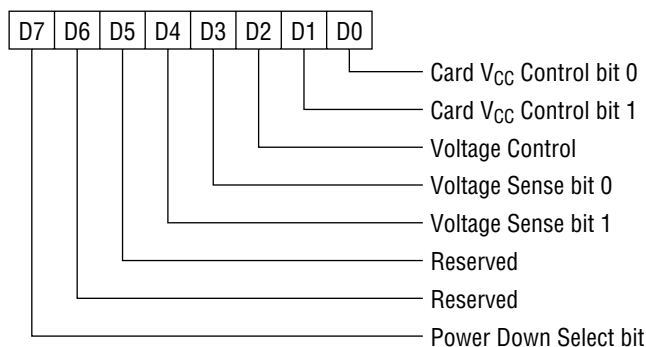 D7 D6 D5 D4 D3 D2 D1 D0
Card VCC Control bit 0
Card VCC Control bit 1
Voltage Control
Voltage Sense bit 0
Voltage Sense bit 1
Reserved
Reserved
Power Down Select bit